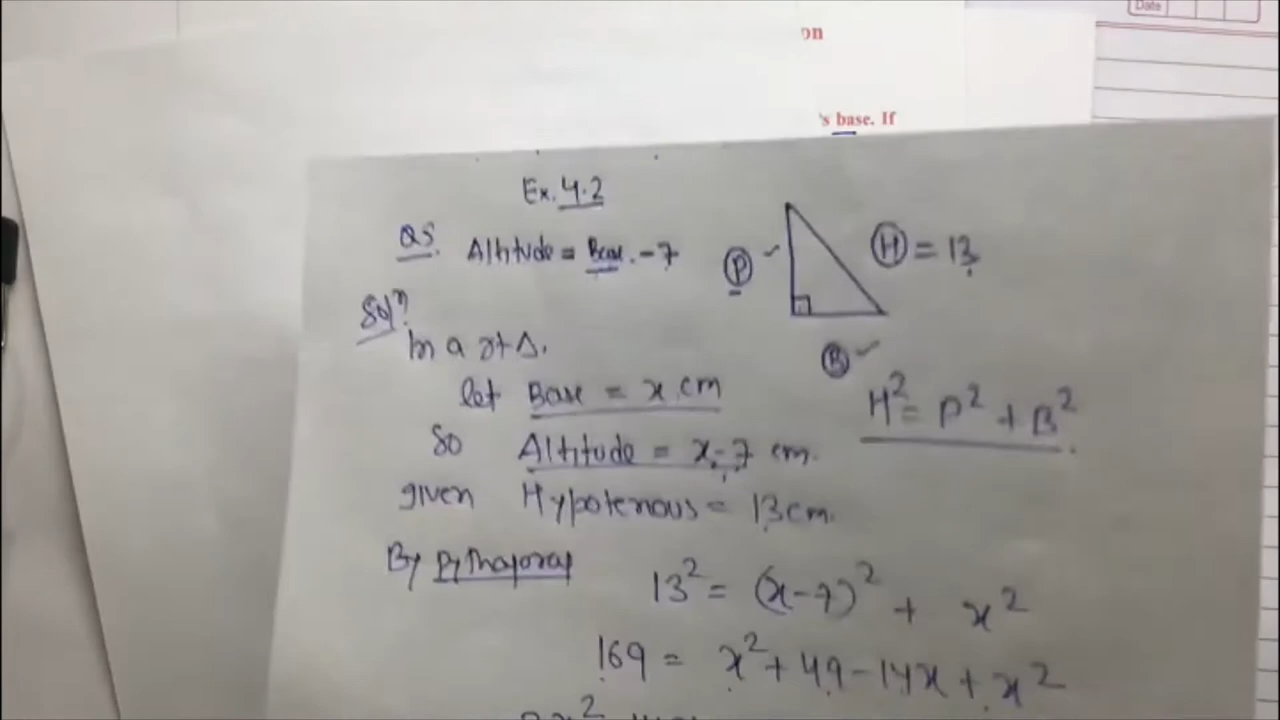 Date
on
's base. If
Ex. 4.2
Q5. Altitude = Base - 7
P
H = 13
B
Solⁿ.
In a rt Δ.
let Base = x cm
H² = P² + B²
So Altitude = x - 7 cm.
given Hypotenous = 13cm.
By Pythagoras
13² = (x-7)² + x²
169 = x² + 49 - 14x + x²